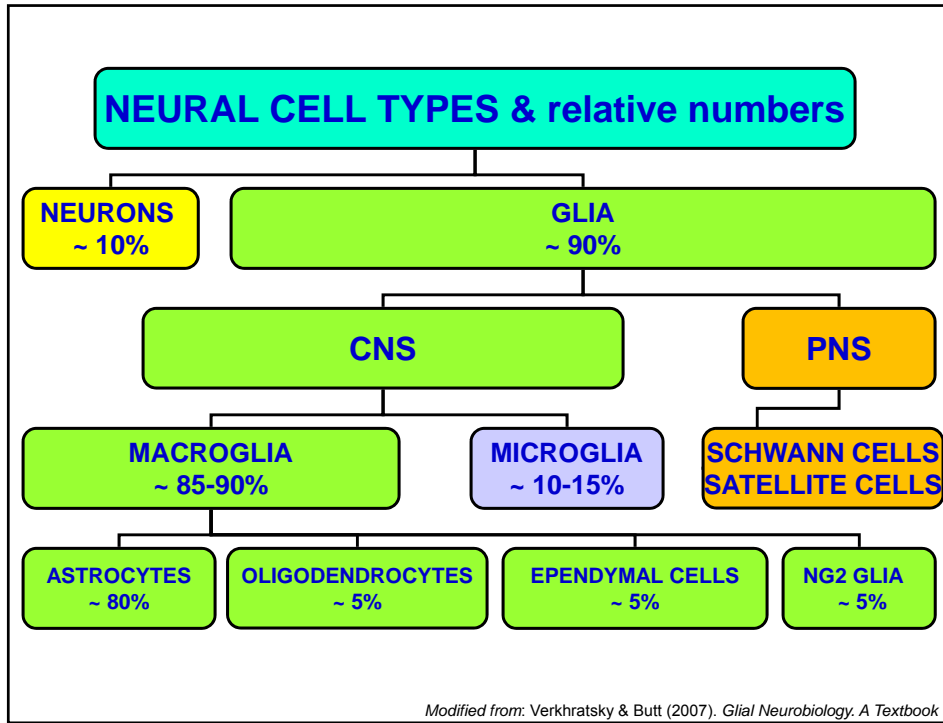 NEURAL CELL TYPES & relative numbers
NEURONS
~ 10%
GLIA
~ 90%
CNS
PNS
MACROGLIA
~ 85-90%
MICROGLIA
~ 10-15%
SCHWANN CELLS
SATELLITE CELLS
ASTROCYTES
~ 80%
OLIGODENDROCYTES
~ 5%
EPENDYMAL CELLS
~ 5%
NG2 GLIA
~ 5%
Modified from: Verkhratsky & Butt (2007). Glial Neurobiology. A Textbook